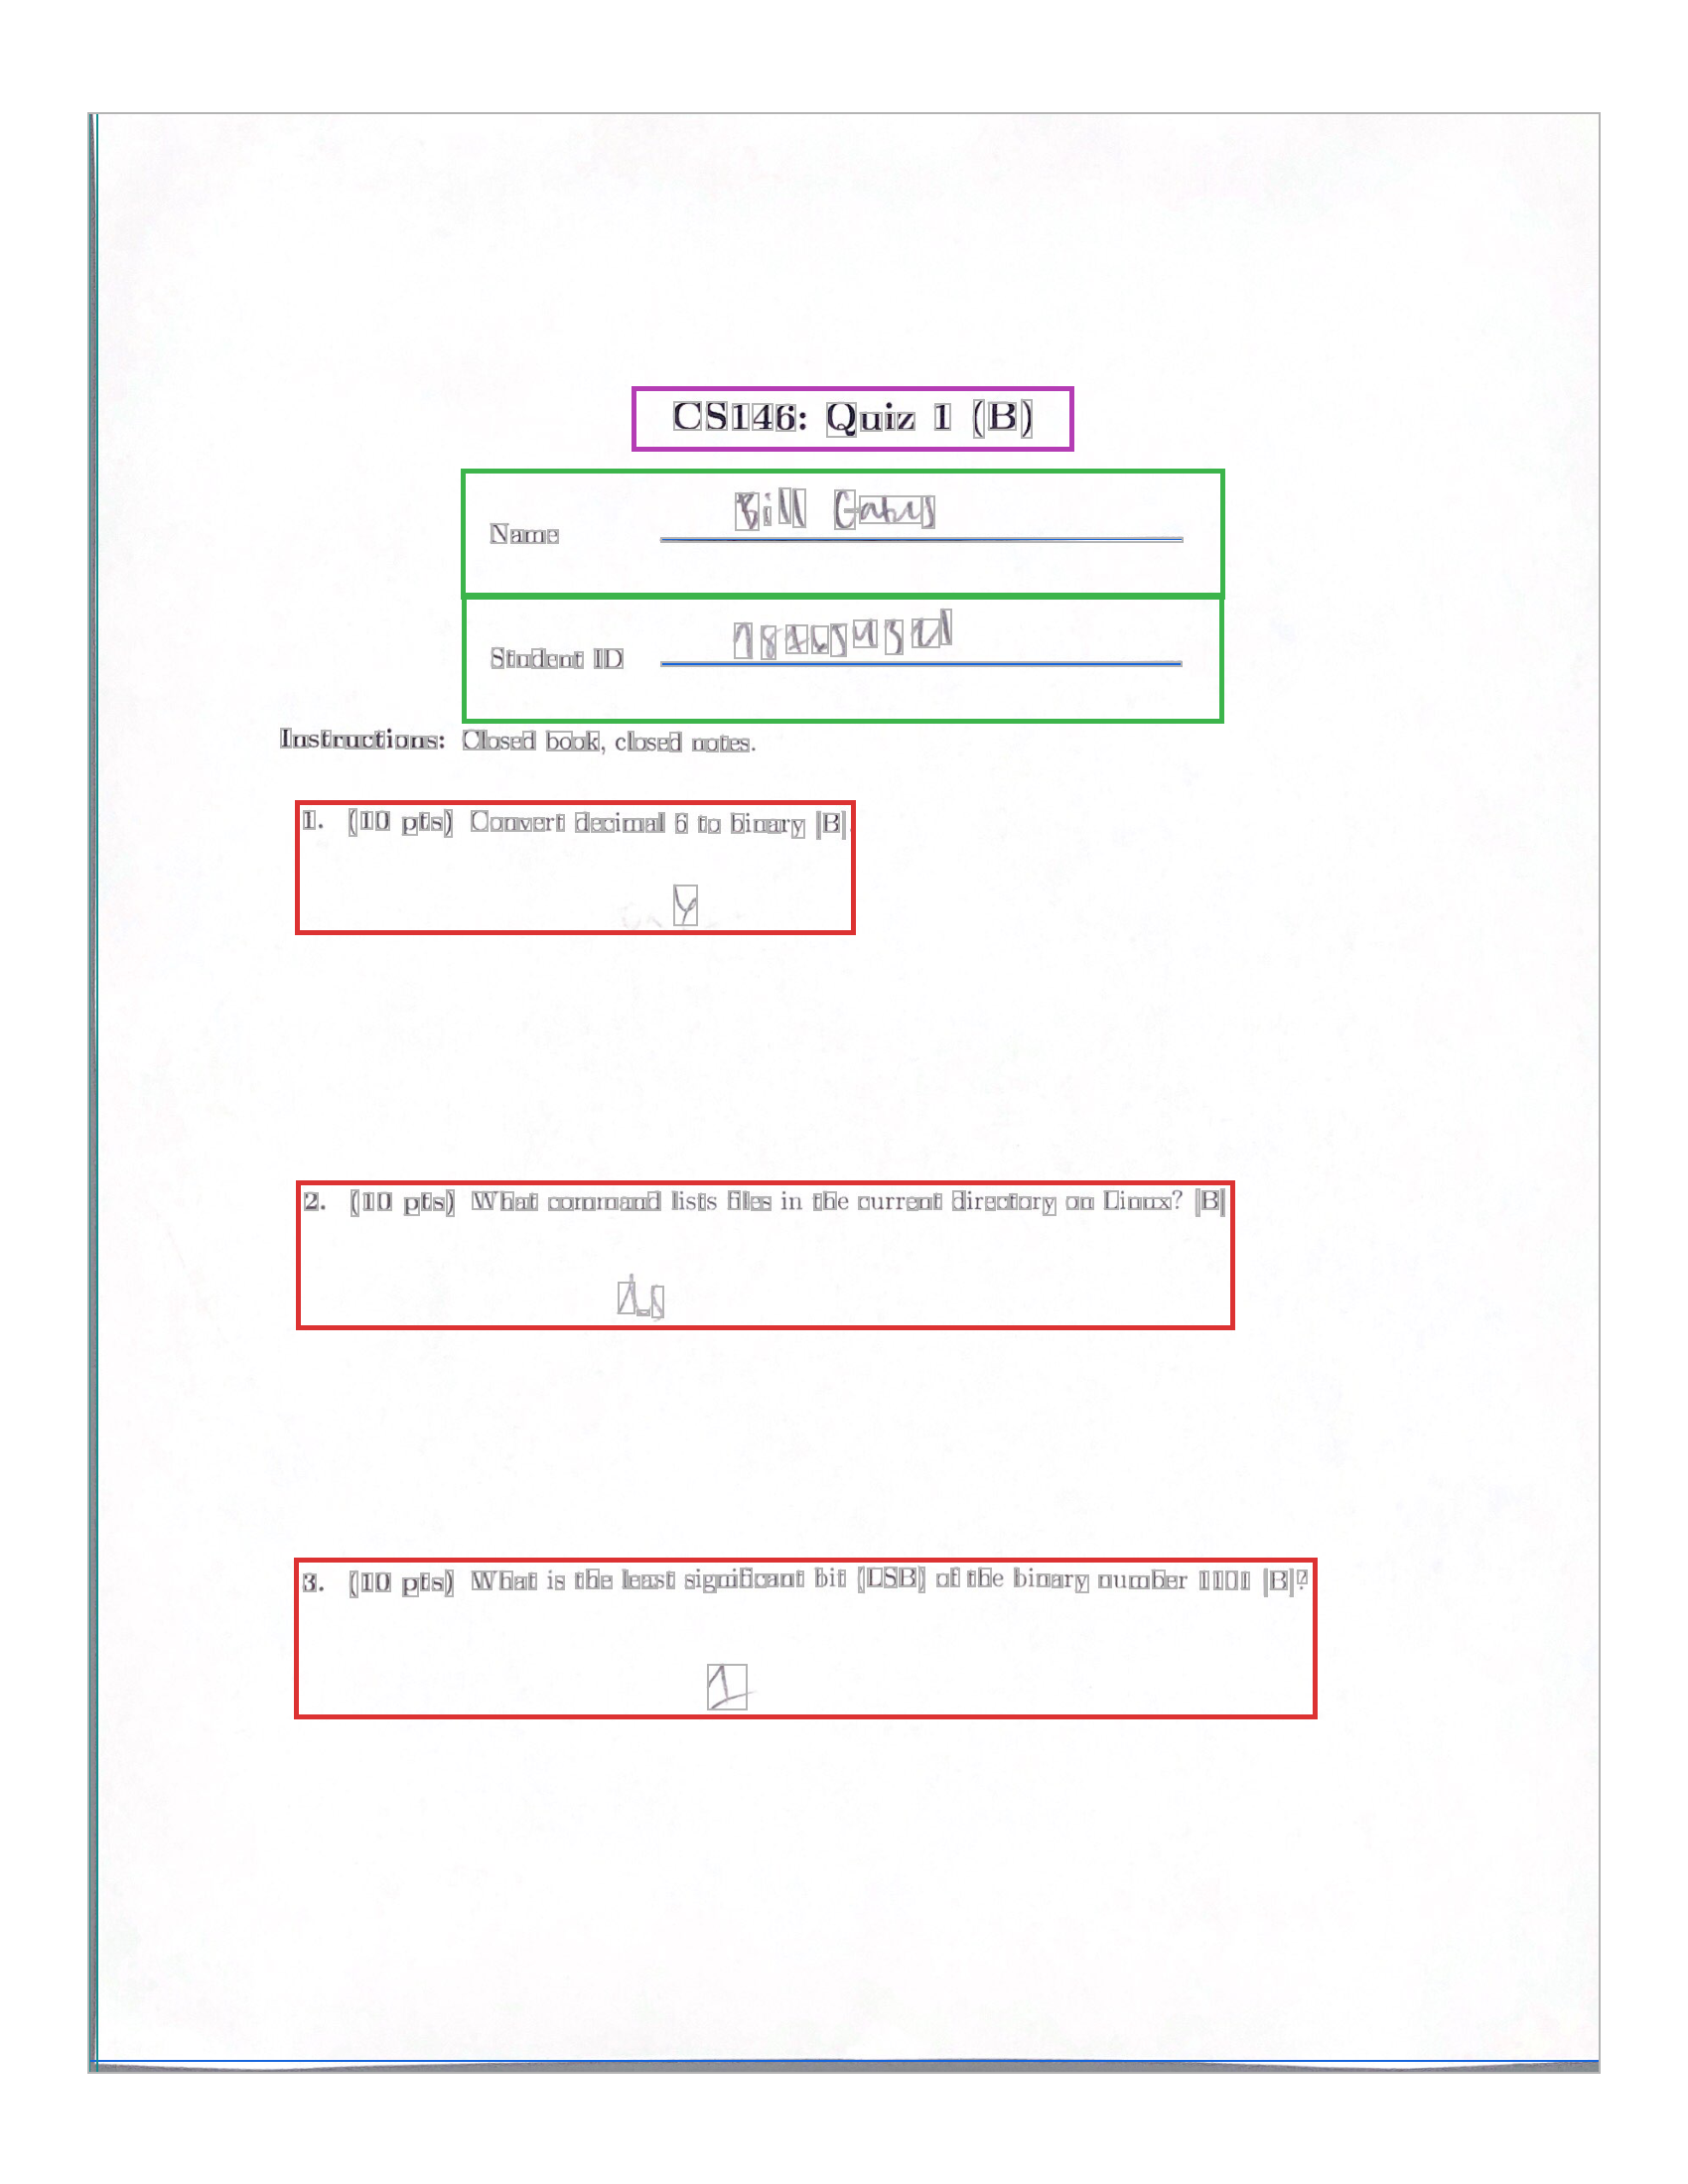 CS146: Quiz 1 (B)
Name Bill
Student ID
Instructions: Closed book, closed notes.
1. (10 pts) Convert decimal 6 to binary [B].
y
2. (10 pts) What command lists files in the current directory on Linux? [B]
3. (10 pts) What is the least significant bit (LSB) of the binary number 1101 [B]?
1